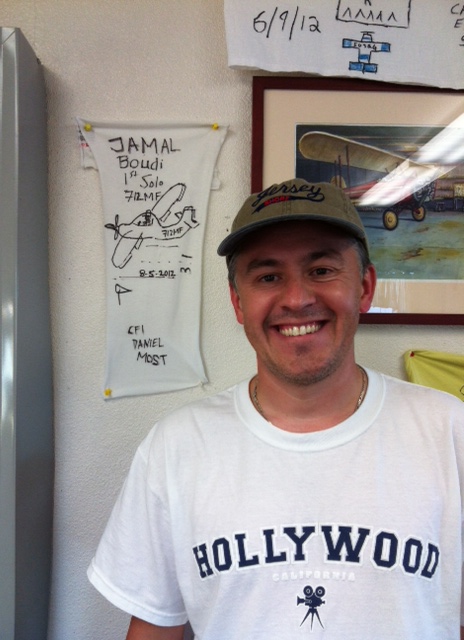 6/9/12
JAMAL
Boudi
1st Solo
712MF
712MF
8-5-2012
CFI
DANIEL
MOST
Jersey
HOLLYWOOD
CALIFORNIA